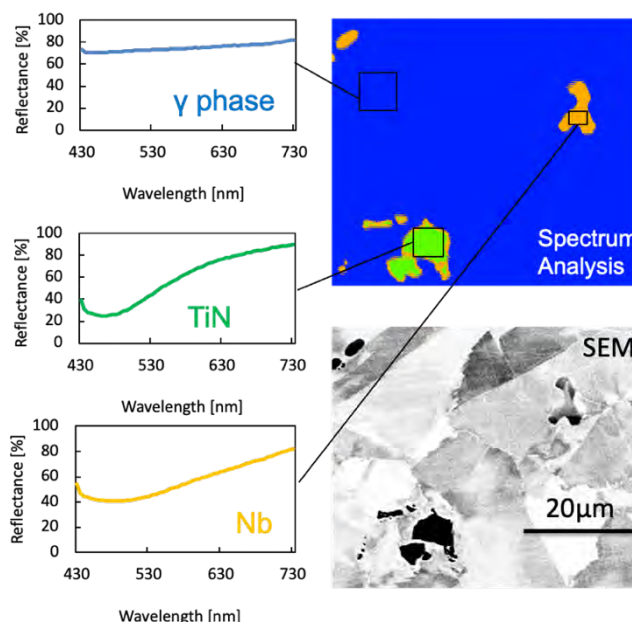 Reflectance [%]
100
80
60
40
20
0
γ phase
430 530 630 730
Wavelength [nm]
Reflectance [%]
100
80
60
40
20
0
TiN
430 530 630 730
Wavelength [nm]
Reflectance [%]
100
80
60
40
20
0
Nb
430 530 630 730
Wavelength [nm]
Spectrum
Analysis
SEM
20μm